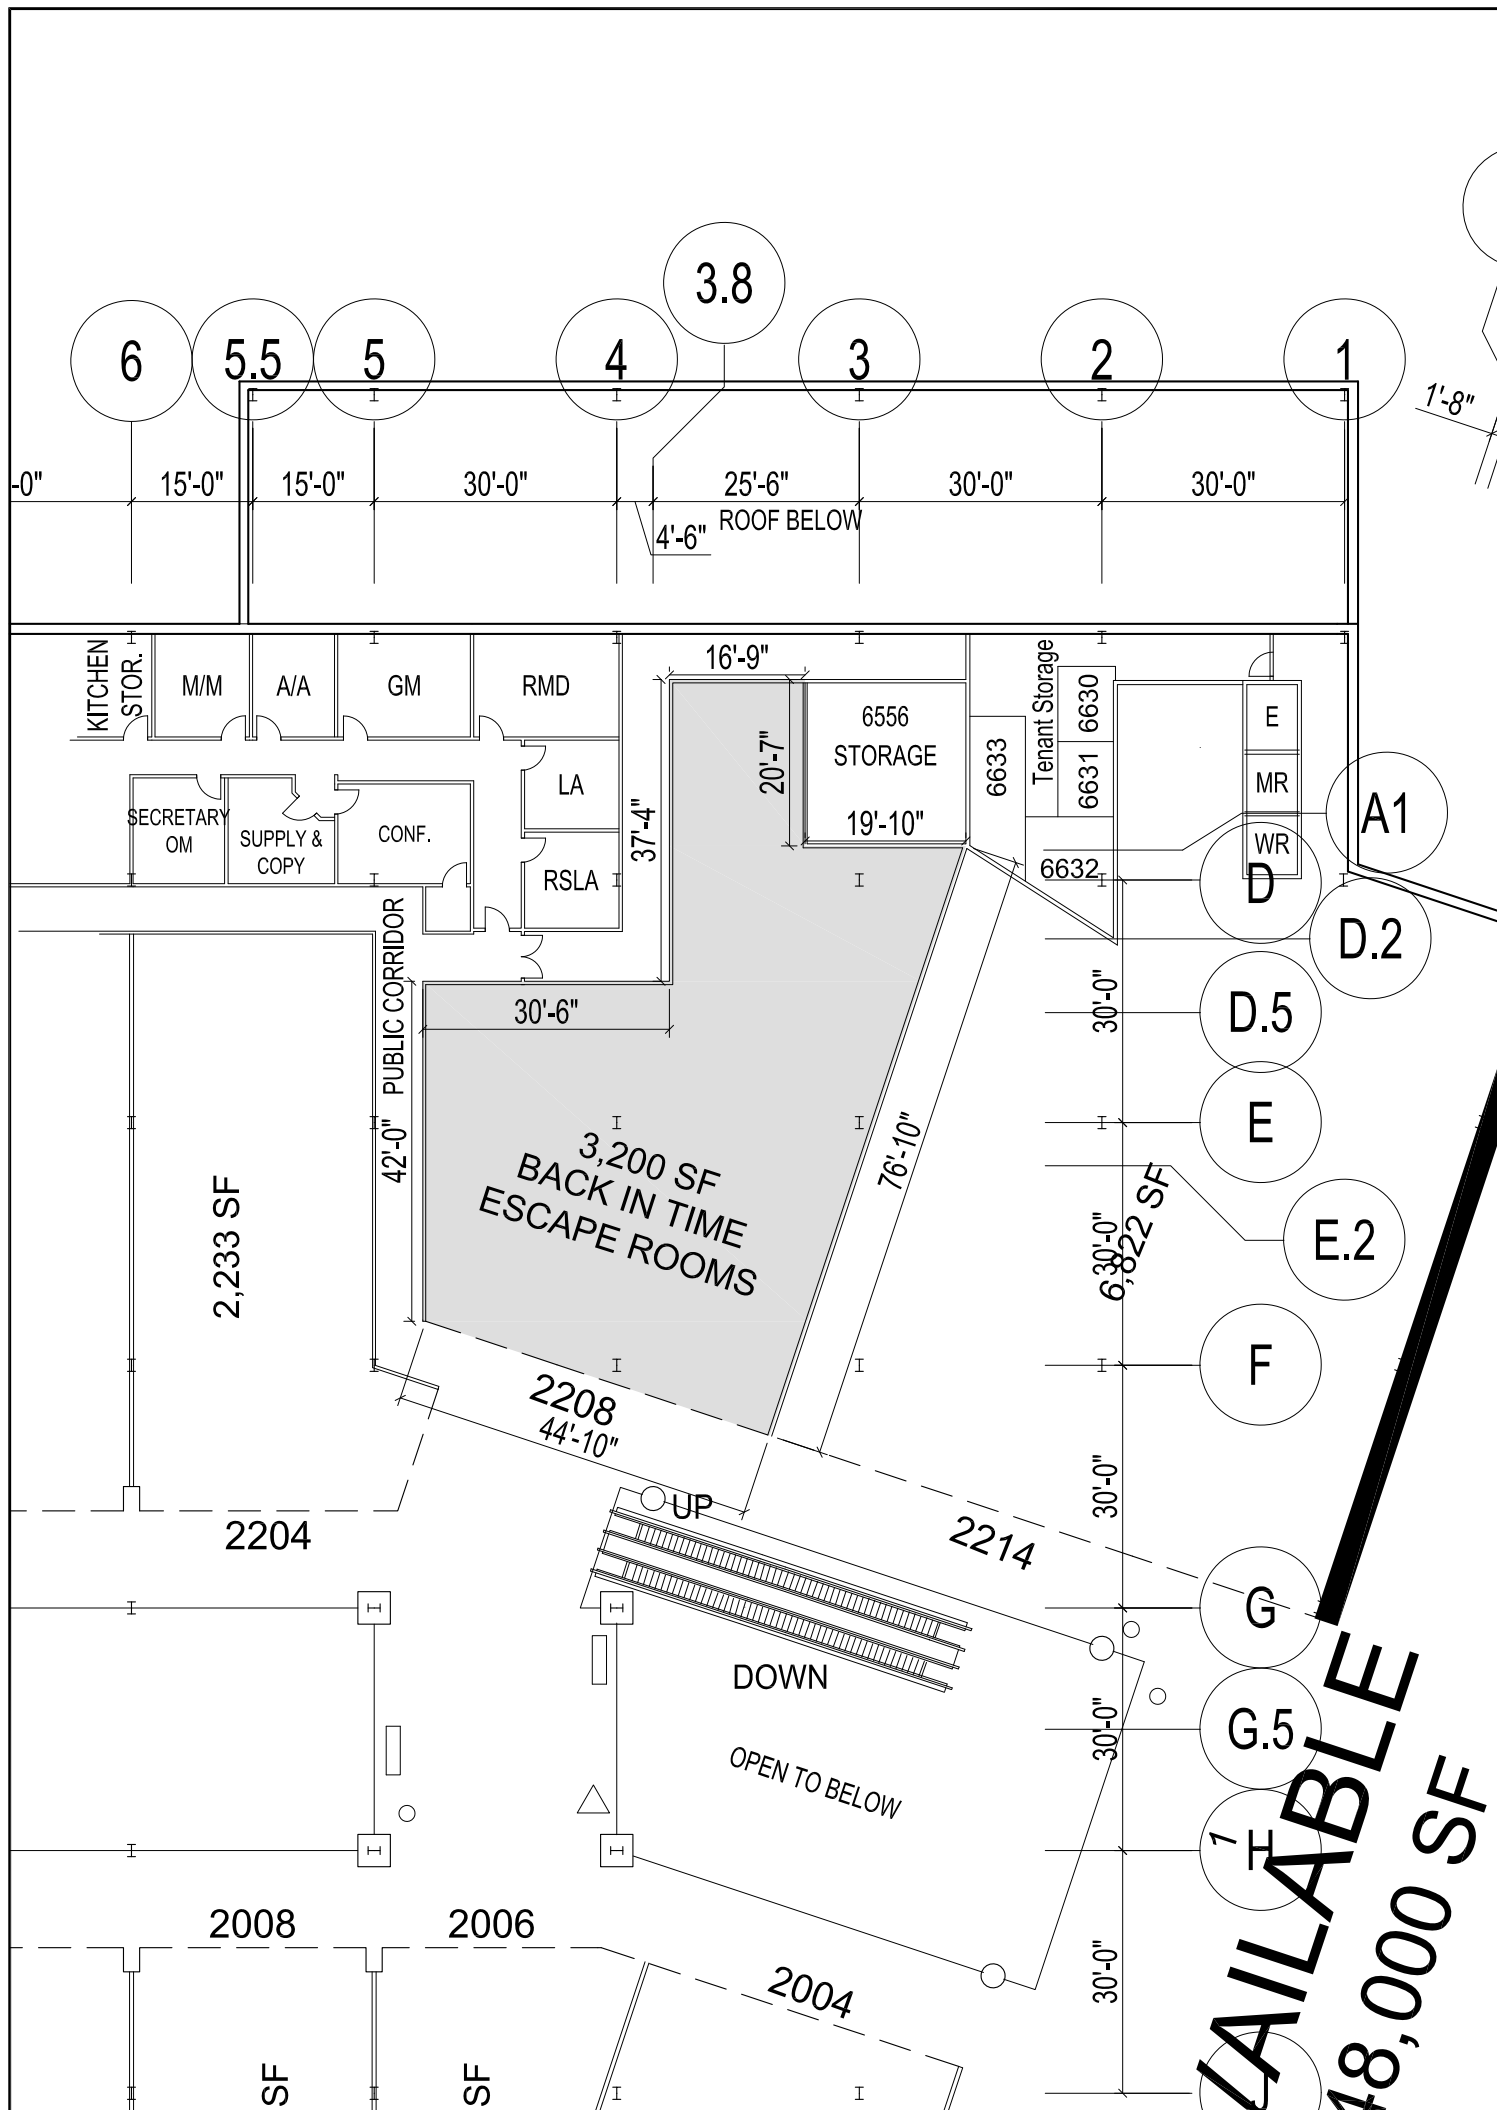 3.8
6
5.5
5
4
3
2
1
1'-8"
-0"
15'-0"
15'-0"
30'-0"
25'-6"
30'-0"
30'-0"
4'-6"
ROOF BELOW
KITCHEN
STOR.
M/M
A/A
GM
RMD
16'-9"
6556
STORAGE
20'-7"
19'-10"
37'-4"
Tenant Storage
6630
6631
6633
6632
E
MR
WR
A1
LA
RSLA
SECRETARY
OM
SUPPLY &
COPY
CONF.
D
D.2
D.5
E
E.2
F
G
G.5
H
1
J
PUBLIC CORRIDOR
30'-6"
42'-0"
76'-10"
30'-0"
30'-0"
30'-0"
30'-0"
30'-0"
6,822 SF
2,233 SF
3,200 SF
BACK IN TIME
ESCAPE ROOMS
2208
44'-10"
UP
2204
2214
DOWN
OPEN TO BELOW
2008
2006
2004
SF
SF
VAILABLE
48,000 SF